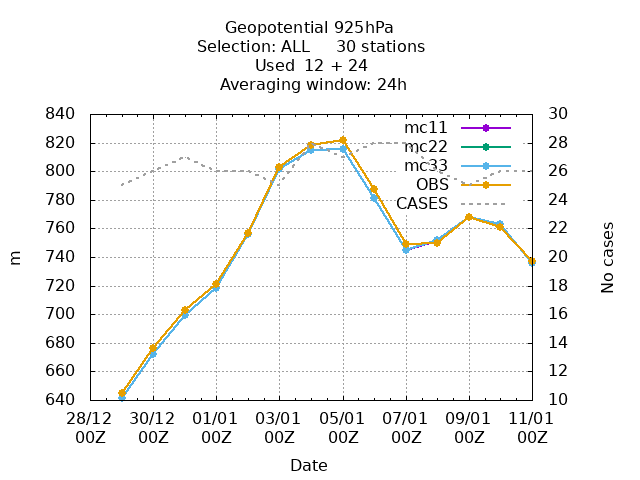 Geopotential 925hPa
Selection: ALL 30 stations
Used 12 + 24
Averaging window: 24h
840
820
800
780
760
740
720
700
680
660
640
m
30
28
26
24
22
20
18
16
14
12
10
No cases
mc11
mc22
mc33
OBS
CASES
28/12 30/12 01/01 03/01 05/01 07/01 09/01 11/01
00Z 00Z 00Z 00Z 00Z 00Z 00Z 00Z
Date